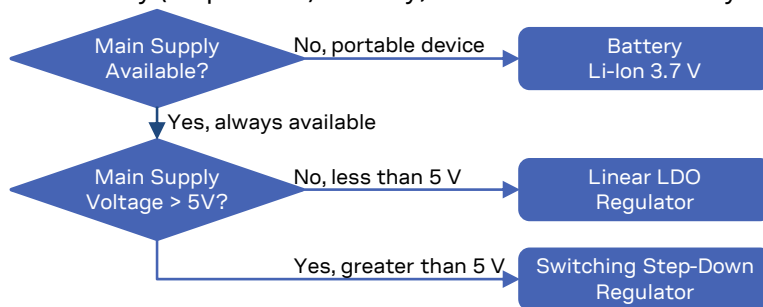 Main Supply
Available?
No, portable device
Battery
Li-Ion 3.7 V
Yes, always available
Main Supply
Voltage > 5V?
No, less than 5 V
Linear LDO
Regulator
Yes, greater than 5 V
Switching Step-Down
Regulator